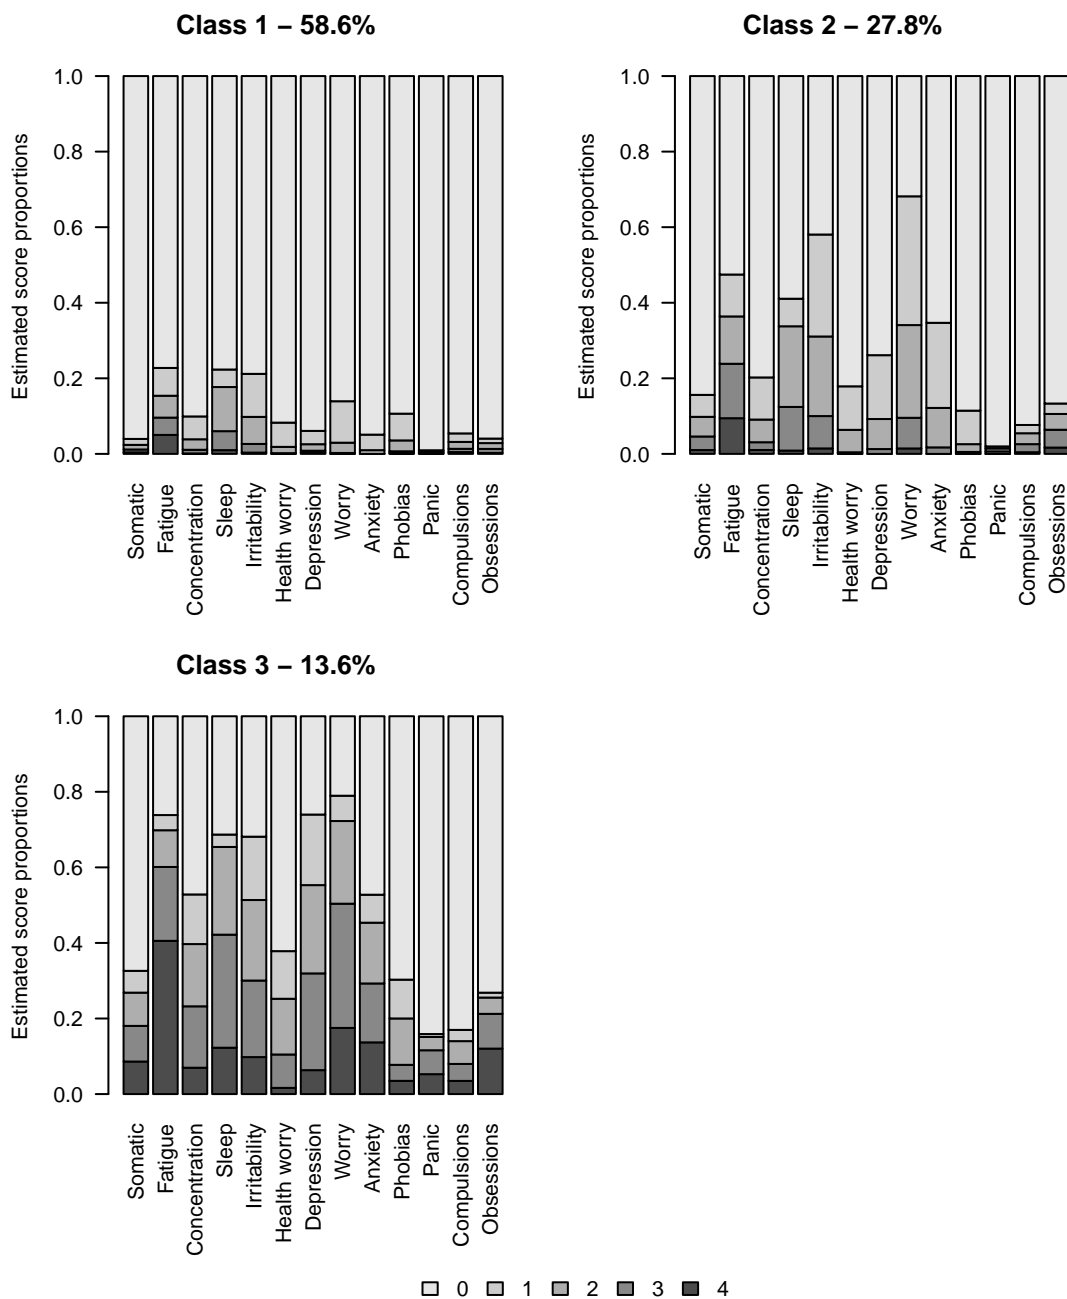 Class 1 – 58.6%
Estimated score proportions
1.0
0.8
0.6
0.4
0.2
0.0
Somatic
Fatigue
Concentration
Sleep
Irritability
Health worry
Depression
Worry
Anxiety
Phobias
Panic
Compulsions
Obsessions
Class 2 – 27.8%
Estimated score proportions
1.0
0.8
0.6
0.4
0.2
0.0
Somatic
Fatigue
Concentration
Sleep
Irritability
Health worry
Depression
Worry
Anxiety
Phobias
Panic
Compulsions
Obsessions
Class 3 – 13.6%
Estimated score proportions
1.0
0.8
0.6
0.4
0.2
0.0
Somatic
Fatigue
Concentration
Sleep
Irritability
Health worry
Depression
Worry
Anxiety
Phobias
Panic
Compulsions
Obsessions
0 1 2 3 4